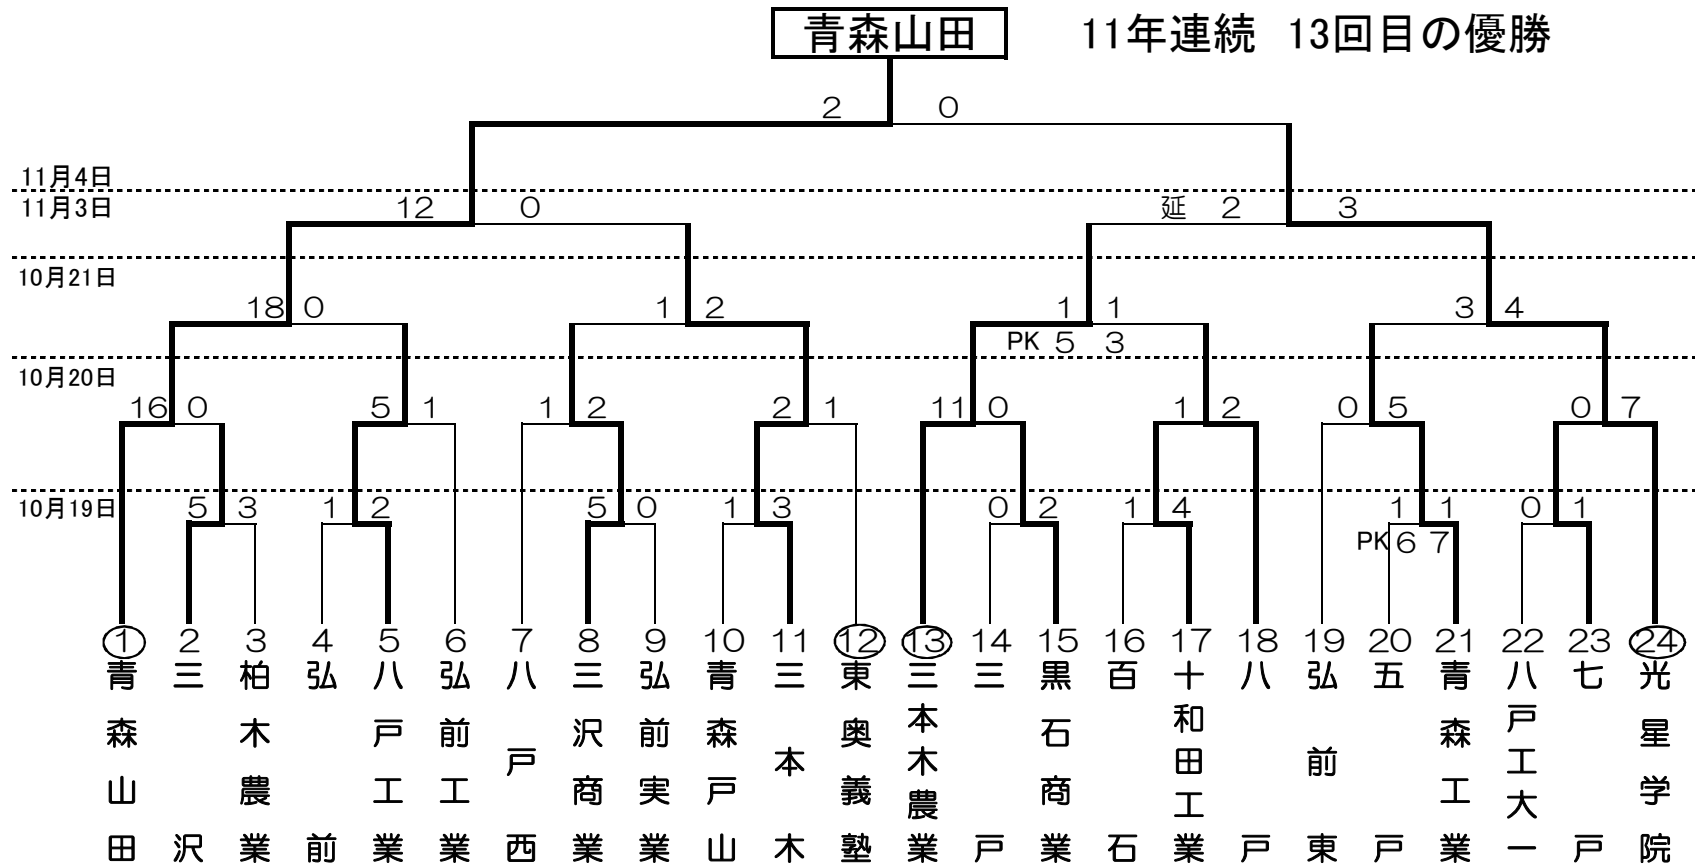 青森山田 11年連続 13回目の優勝
2 0
11月4日
11月3日
12 0 延 2 3
10月21日
18 0 1 2 1 1 3 4
PK 5 3
10月20日
16 0 5 1 1 2 2 1 11 0 1 2 0 5 0 7
10月19日
5 3 1 2 5 0 1 3 0 2 1 4 1 1 0 1
PK 6 7
① 2 3 4 5 6 7 8 9 10 11 ⑫ ⑬ 14 15 16 17 18 19 20 21 22 23 ㉔
青森山田
三沢
柏木農業
弘前
八戸工業
弘前工業
八戸西
三沢商業
弘前実業
青森戸山
三本木
東奥義塾
三本木農業
三戸
黒石商業
百石
十和田工業
八戸
弘前東
五戸
青森工業
八戸工大一
七戸
光星学院